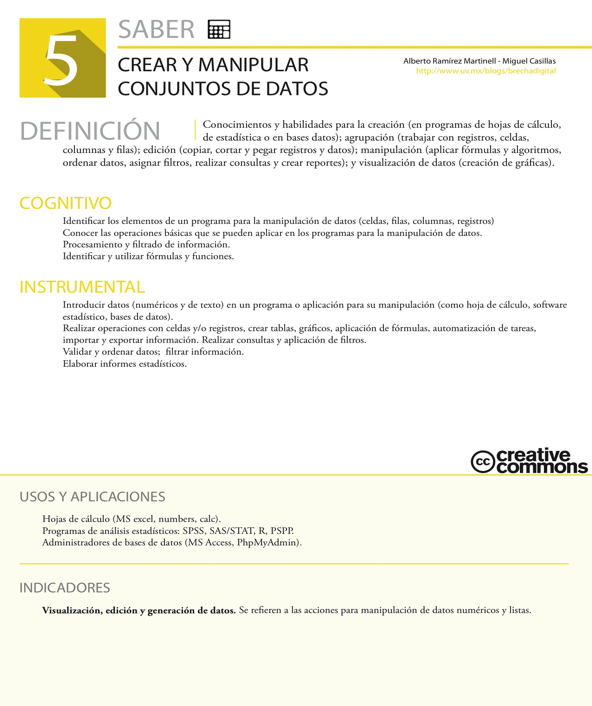 5
SABER
CREAR Y MANIPULAR
CONJUNTOS DE DATOS
Alberto Ramírez Martinell - Miguel Casillas
http://www.uv.mx/blogs/brechadigital
DEFINICIÓN
Conocimientos y habilidades para la creación (en programas de hojas de cálculo,
de estadística o en bases datos); agrupación (trabajar con registros, celdas,
columnas y filas); edición (copiar, cortar y pegar registros y datos); manipulación (aplicar fórmulas y algoritmos,
ordenar datos, asignar filtros, realizar consultas y crear reportes); y visualización de datos (creación de gráficas).
COGNITIVO
Identificar los elementos de un programa para la manipulación de datos (celdas, filas, columnas, registros)
Conocer las operaciones básicas que se pueden aplicar en los programas para la manipulación de datos.
Procesamiento y filtrado de información.
Identificar y utilizar fórmulas y funciones.
INSTRUMENTAL
Introducir datos (numéricos y de texto) en un programa o aplicación para su manipulación (como hoja de cálculo, software
estadístico, bases de datos).
Realizar operaciones con celdas y/o registros, crear tablas, gráficos, aplicación de fórmulas, automatización de tareas,
importar y exportar información. Realizar consultas y aplicación de filtros.
Validar y ordenar datos; filtrar información.
Elaborar informes estadísticos.
cc creative
commons
USOS Y APLICACIONES
Hojas de cálculo (MS excel, numbers, calc).
Programas de análisis estadísticos: SPSS, SAS/STAT, R, PSPP.
Administradores de bases de datos (MS Access, PhpMyAdmin).
INDICADORES
Visualización, edición y generación de datos. Se refieren a las acciones para manipulación de datos numéricos y listas.